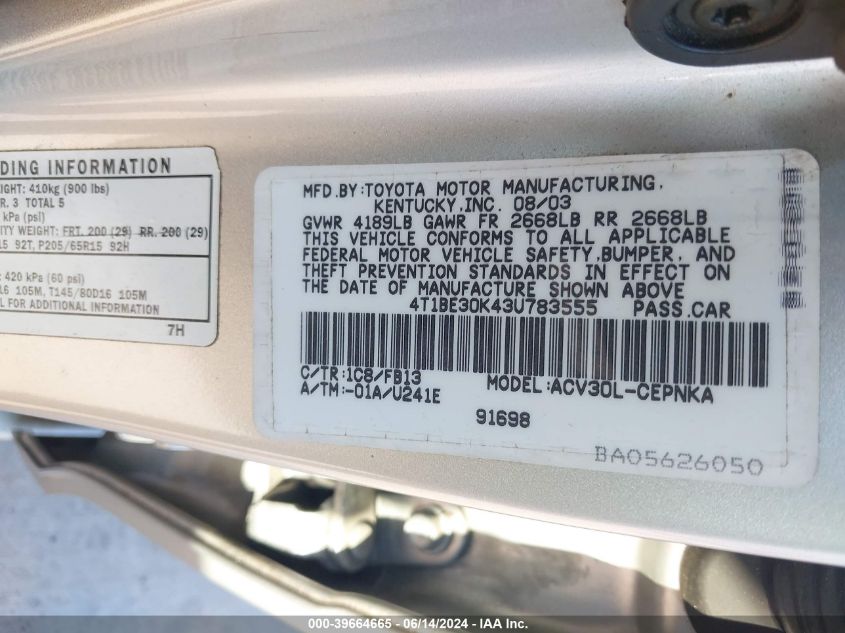 DING INFORMATION
IGHT: 410kg (900 lbs)
R. 3 TOTAL 5
kPa (psi)
ITY WEIGHT: FRT. 200 (29) RR. 200 (29)
15 92T, P205/65R15 92H
: 420 kPa (60 psi)
16 105M, T145/80D16 105M
L FOR ADDITIONAL INFORMATION
7H
MFD.BY:TOYOTA MOTOR MANUFACTURING,
KENTUCKY,INC. 08/03
GVWR 4189LB GAWR FR 2668LB RR 2668LB
THIS VEHICLE CONFORMS TO ALL APPLICABLE
FEDERAL MOTOR VEHICLE SAFETY,BUMPER, AND
THEFT PREVENTION STANDARDS IN EFFECT ON
THE DATE OF MANUFACTURE SHOWN ABOVE
4T1BE30K43U783555 PASS.CAR
C/TR:1C8/FB13 MODEL:ACV30L-CEPNKA
A/TM:-01A/U241E
91698
BA05626050
000-39664665 - 06/14/2024 - IAA Inc.